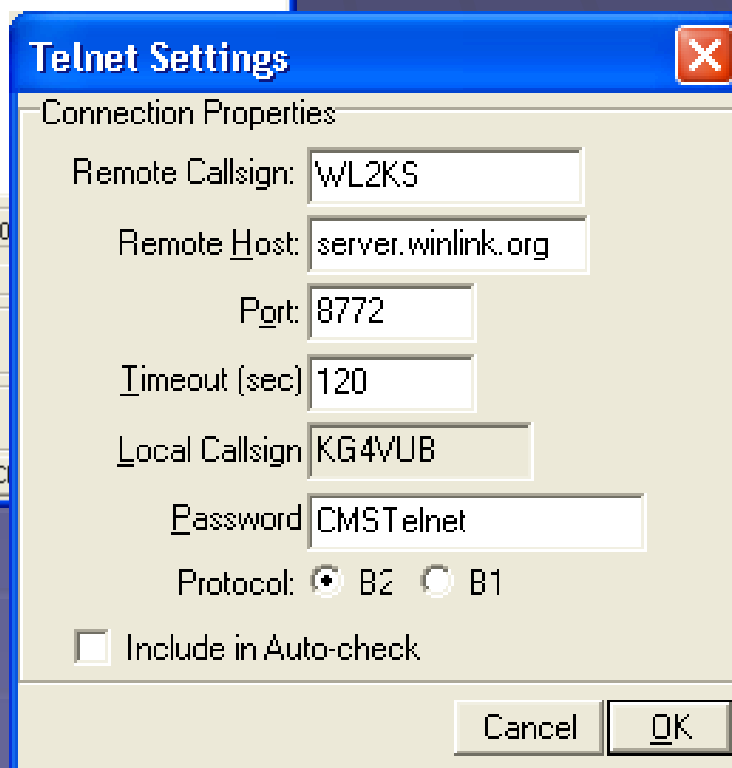 Telnet Settings
Connection Properties
Remote Callsign: WL2KS
Remote Host: server.winlink.org
Port: 8772
Timeout (sec) 120
Local Callsign KG4VUB
Password CMSTelnet
Protocol: B2 B1
Include in Auto-check
Cancel OK